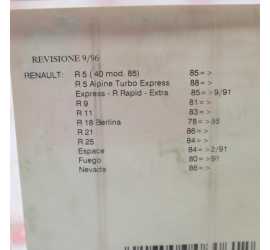 REVISIONE 9/96
RENAULT: R 5 ( 40 mod. 85) 85 = >
R 5 Alpine Turbo Express 88 = >
Express - R Rapid - Extra 85 = > 9/91
R 9 81 = >
R 11 83 = >
R 18 Berlina 78 = >
R 21 86 = >
R 25 84 = >
Espace 84 = > 2/91
Fuego 80 = > 91
Nevada 86 = >